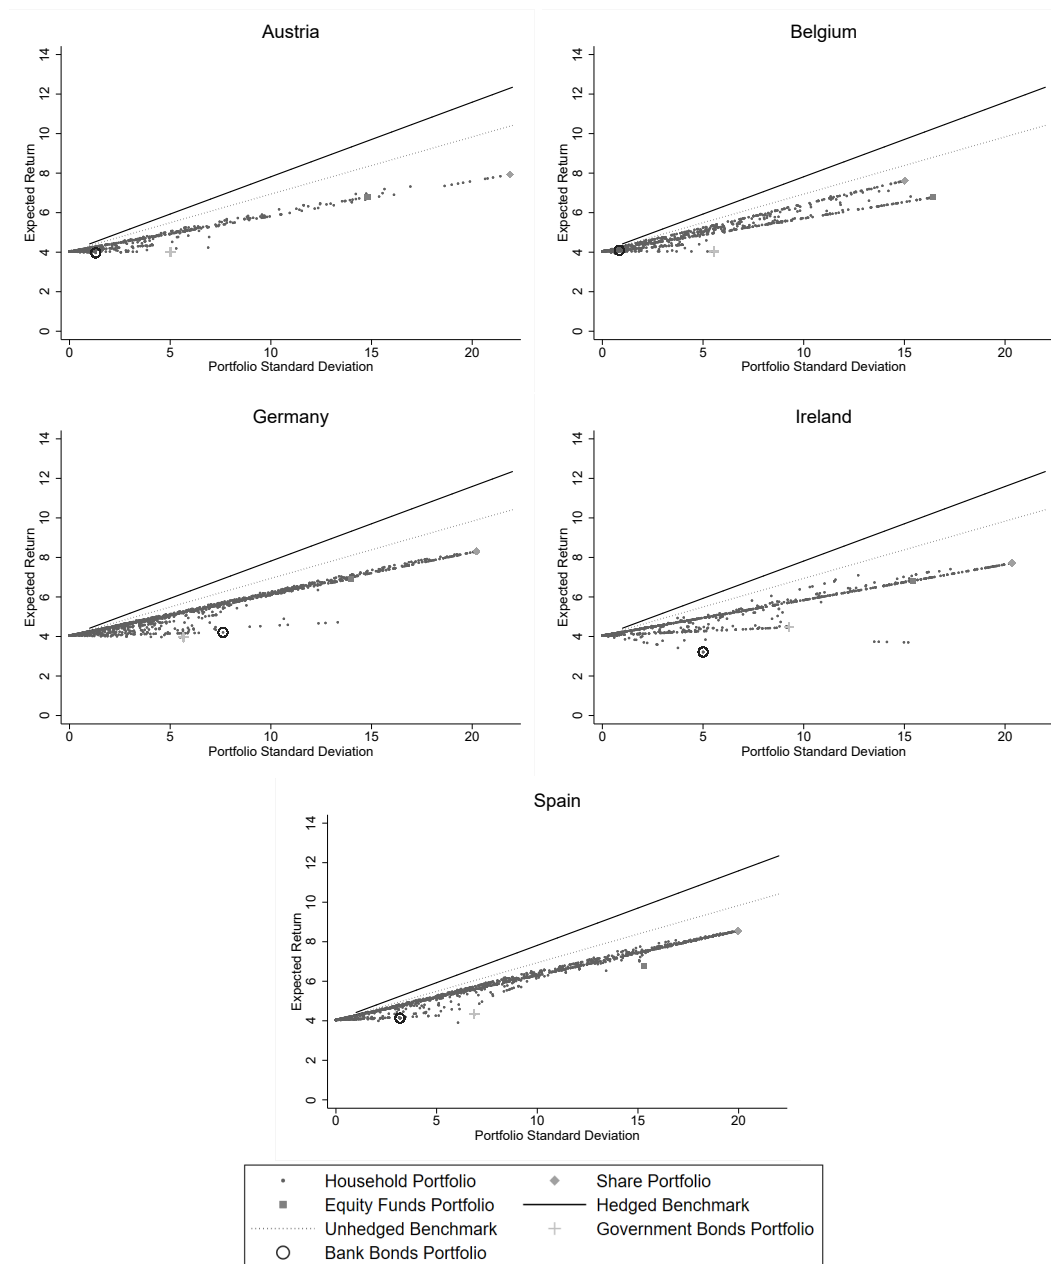 Austria
Expected Return
0 2 4 6 8 10 12 14
0 5 10 15 20
Portfolio Standard Deviation
Belgium
Expected Return
0 2 4 6 8 10 12 14
0 5 10 15 20
Portfolio Standard Deviation
Germany
Expected Return
0 2 4 6 8 10 12 14
0 5 10 15 20
Portfolio Standard Deviation
Ireland
Expected Return
0 2 4 6 8 10 12 14
0 5 10 15 20
Portfolio Standard Deviation
Spain
Expected Return
0 2 4 6 8 10 12 14
0 5 10 15 20
Portfolio Standard Deviation
Household Portfolio
Share Portfolio
Equity Funds Portfolio
Hedged Benchmark
Unhedged Benchmark
Government Bonds Portfolio
Bank Bonds Portfolio